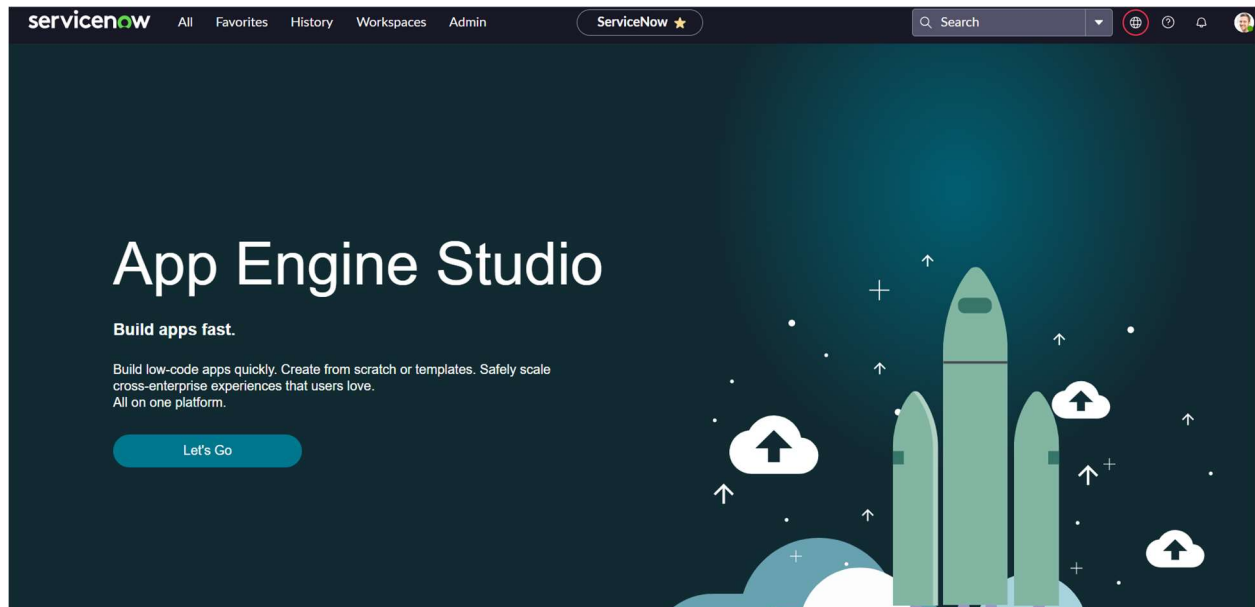 servicenow All Favorites History Workspaces Admin ServiceNow Search
App Engine Studio
Build apps fast.
Build low-code apps quickly. Create from scratch or templates. Safely scale
cross-enterprise experiences that users love.
All on one platform.
Let's Go